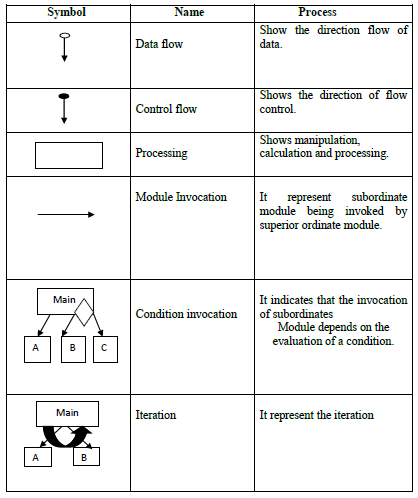 Symbol Name Process
Data flow
Show the direction flow of
data.
Control flow
Shows the direction of flow
control.
Processing
Shows manipulation,
calculation and processing.
Module Invocation
It represent subordinate
module being invoked by
superior ordinate module.
Main
A B C
Condition invocation
It indicates that the invocation
of subordinates
Module depends on the
evaluation of a condition.
Main
A B
Iteration
It represent the iteration